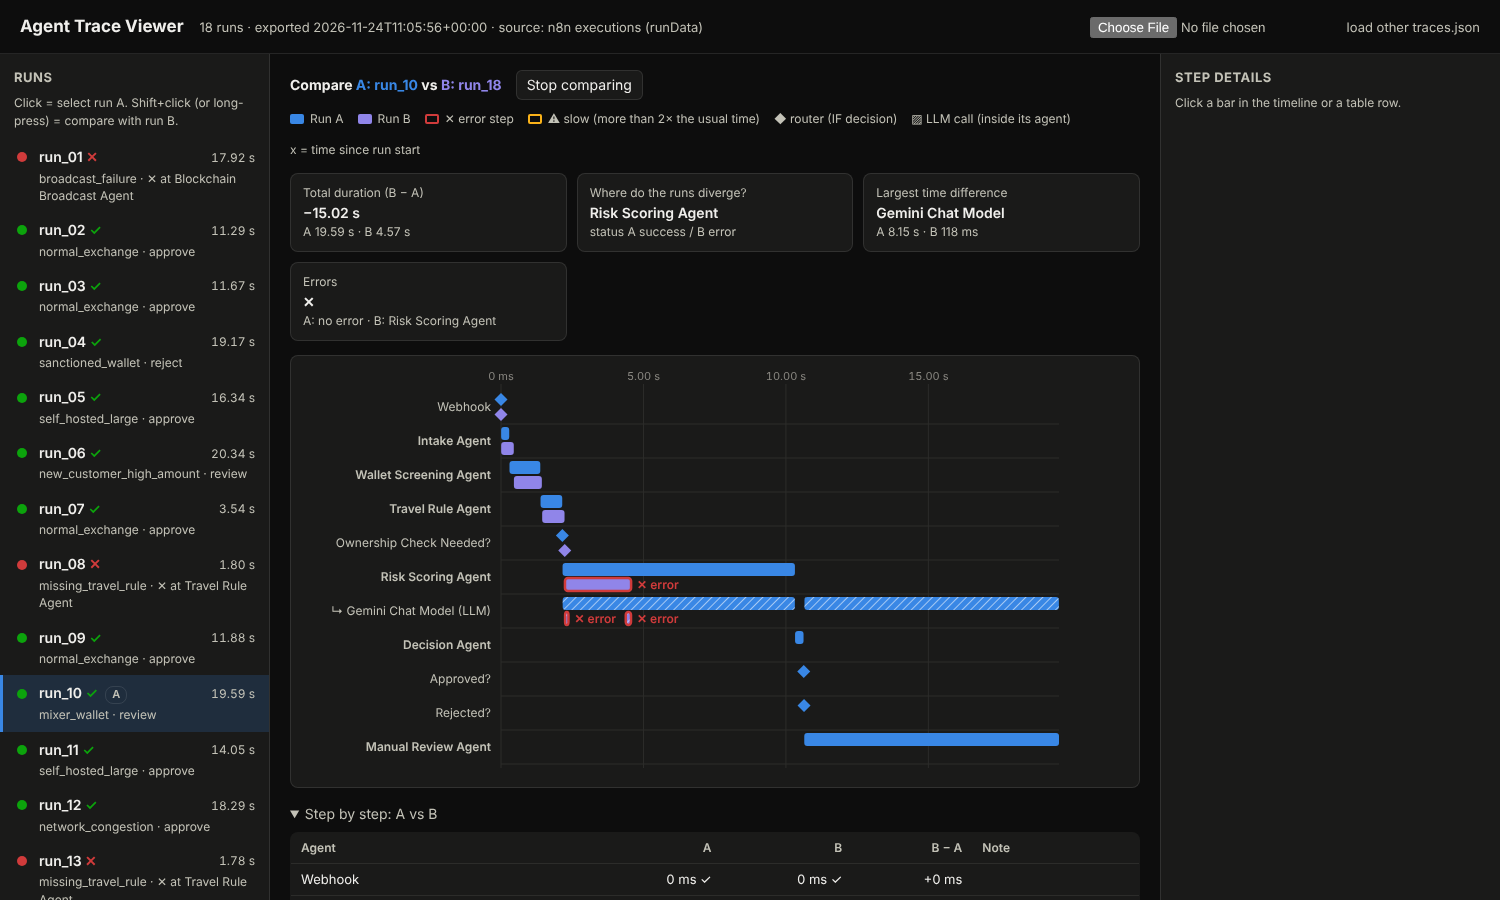 Agent Trace Viewer
18 runs · exported 2026-11-24T11:05:56+00:00 · source: n8n executions (runData)
Choose File No file chosen
load other traces.json
RUNS
Click = select run A. Shift+click (or long-
press) = compare with run B.
run_01 ✕ 17.92 s
broadcast_failure · ✕ at Blockchain
Broadcast Agent
run_02 ✓ 11.29 s
normal_exchange · approve
run_03 ✓ 11.67 s
normal_exchange · approve
run_04 ✓ 19.17 s
sanctioned_wallet · reject
run_05 ✓ 16.34 s
self_hosted_large · approve
run_06 ✓ 20.34 s
new_customer_high_amount · review
run_07 ✓ 3.54 s
normal_exchange · approve
run_08 ✕ 1.80 s
missing_travel_rule · ✕ at Travel Rule
Agent
run_09 ✓ 11.88 s
normal_exchange · approve
run_10 ✓ A 19.59 s
mixer_wallet · review
run_11 ✓ 14.05 s
self_hosted_large · approve
run_12 ✓ 18.29 s
network_congestion · approve
run_13 ✕ 1.78 s
missing_travel_rule · ✕ at Travel Rule
Agent
Compare A: run_10 vs B: run_18
Stop comparing
Run A
Run B
✕ error step
⚠ slow (more than 2× the usual time)
◆ router (IF decision)
▨ LLM call (inside its agent)
x = time since run start
Total duration (B − A)
−15.02 s
A 19.59 s · B 4.57 s
Where do the runs diverge?
Risk Scoring Agent
status A success / B error
Largest time difference
Gemini Chat Model
A 8.15 s · B 118 ms
Errors
✕
A: no error · B: Risk Scoring Agent
0 ms 5.00 s 10.00 s 15.00 s
Webhook
Intake Agent
Wallet Screening Agent
Travel Rule Agent
Ownership Check Needed?
Risk Scoring Agent
✕ error
↳ Gemini Chat Model (LLM)
✕ error ✕ error
Decision Agent
Approved?
Rejected?
Manual Review Agent
▼ Step by step: A vs B
Agent A B B − A Note
Webhook 0 ms ✓ 0 ms ✓ +0 ms
STEP DETAILS
Click a bar in the timeline or a table row.